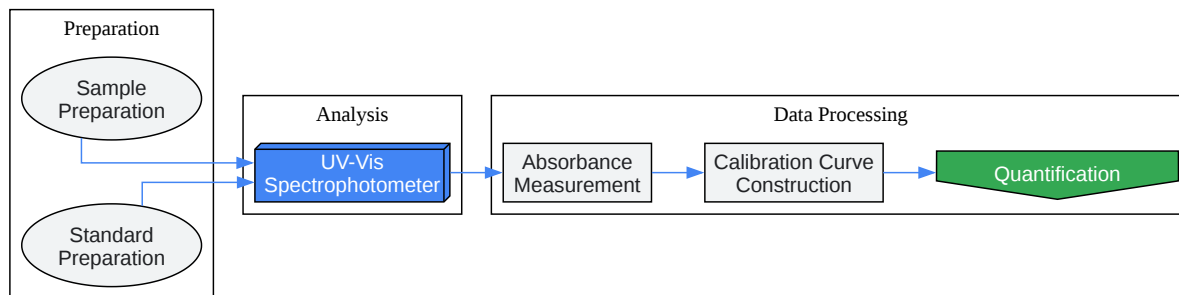 Preparation
Sample
Preparation
Standard
Preparation
Analysis
UV-Vis
Spectrophotometer
Data Processing
Absorbance
Measurement
Calibration Curve
Construction
Quantification